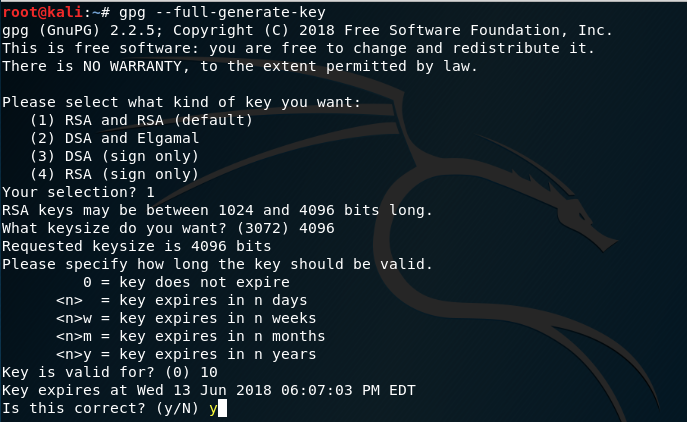 root@kali:~# gpg --full-generate-key
gpg (GnuPG) 2.2.5; Copyright (C) 2018 Free Software Foundation, Inc.
This is free software: you are free to change and redistribute it.
There is NO WARRANTY, to the extent permitted by law.

Please select what kind of key you want:
   (1) RSA and RSA (default)
   (2) DSA and Elgamal
   (3) DSA (sign only)
   (4) RSA (sign only)
Your selection? 1
RSA keys may be between 1024 and 4096 bits long.
What keysize do you want? (3072) 4096
Requested keysize is 4096 bits
Please specify how long the key should be valid.
         0 = key does not expire
      <n>  = key expires in n days
      <n>w = key expires in n weeks
      <n>m = key expires in n months
      <n>y = key expires in n years
Key is valid for? (0) 10
Key expires at Wed 13 Jun 2018 06:07:03 PM EDT
Is this correct? (y/N) y